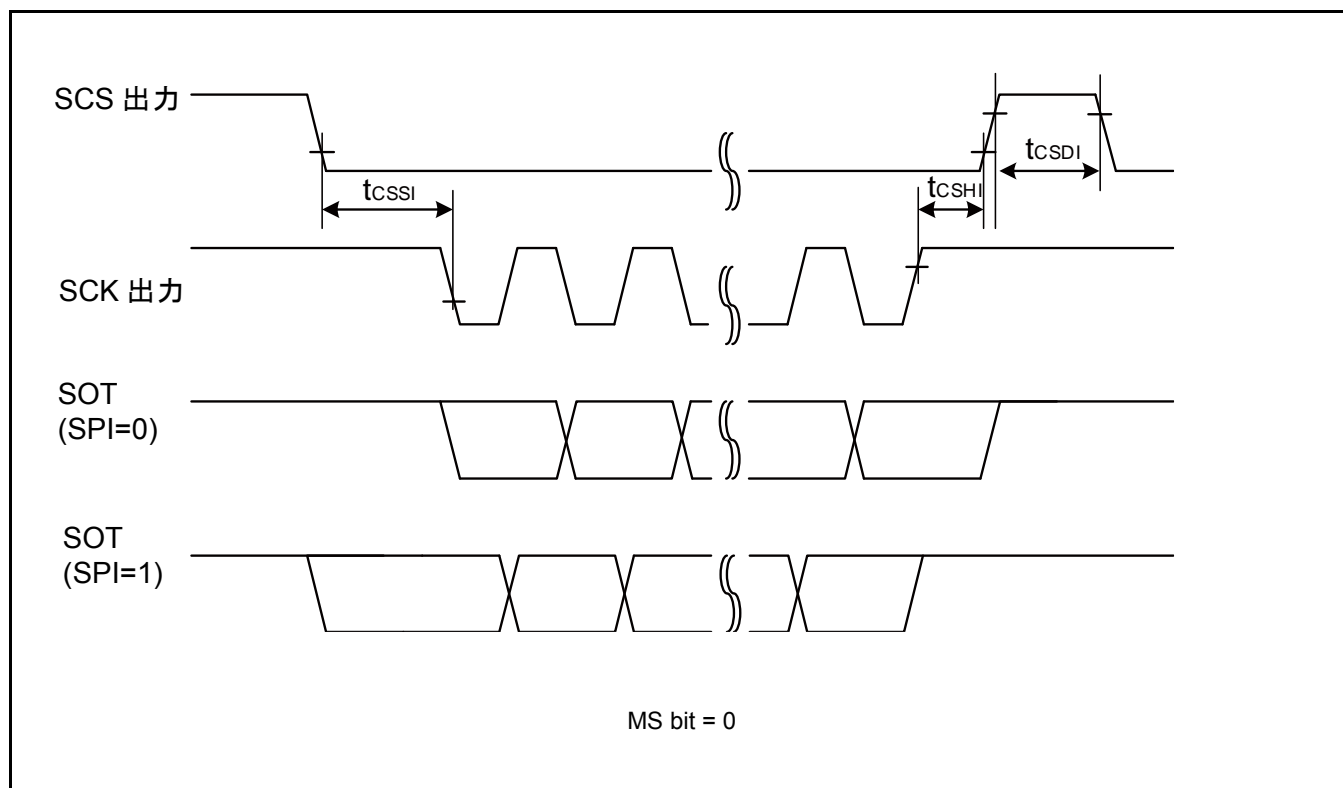 SCS 出力
tCSSI
tCSHI
tCSDI
SCK 出力
SOT
(SPI=0)
SOT
(SPI=1)
MS bit = 0